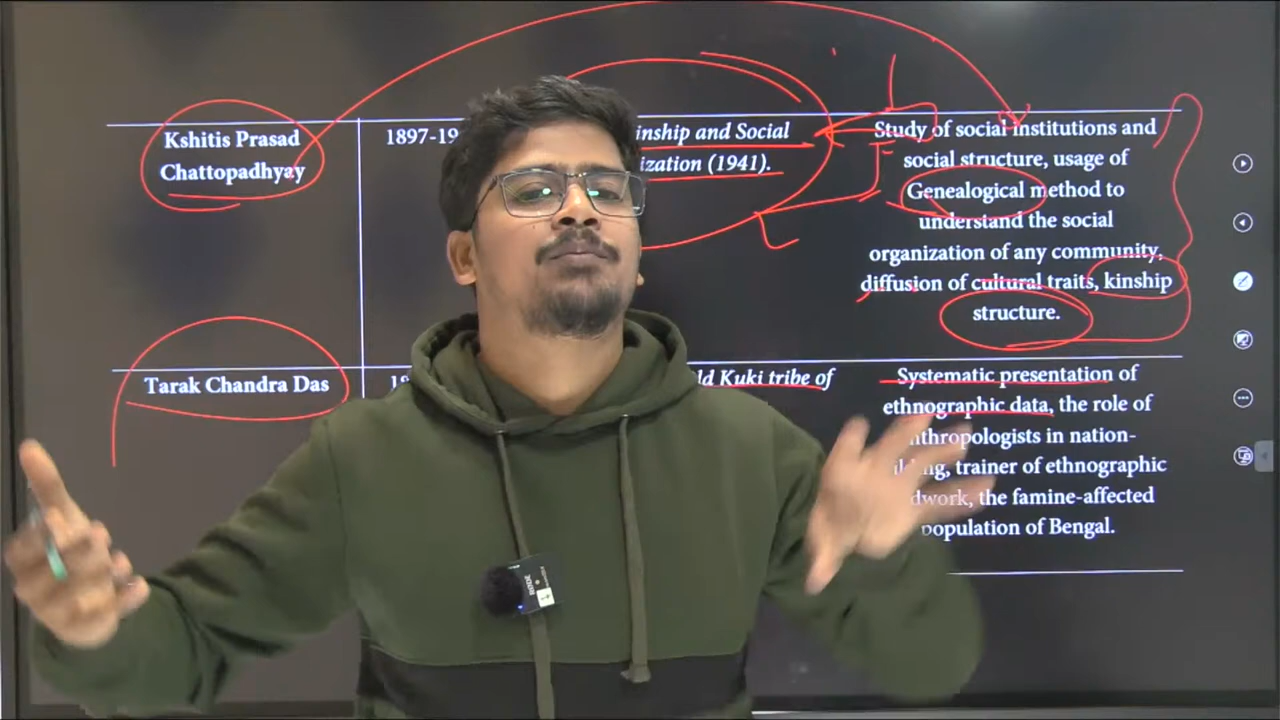 Kshitis Prasad
Chattopadhyay
1897-19
inship and Social
ization (1941).
Study of social institutions and
social structure, usage of
Genealogical method to
understand the social
organization of any community,
diffusion of cultural traits, kinship
structure.
Tarak Chandra Das
ld Kuki tribe of
Systematic presentation of
ethnographic data, the role of
nthropologists in nation-
ng, trainer of ethnographic
dwork, the famine-affected
population of Bengal.